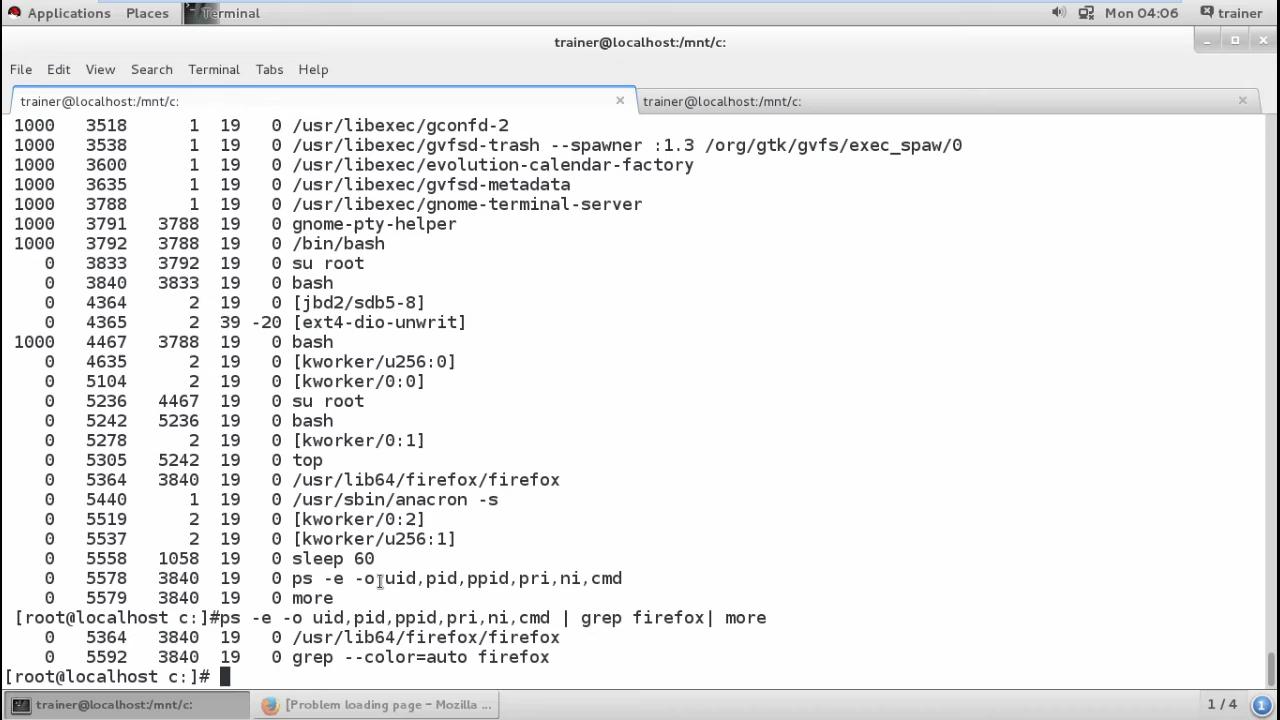 Applications Places Terminal Mon 04:06 trainer
trainer@localhost:/mnt/c:
File Edit View Search Terminal Tabs Help
trainer@localhost:/mnt/c: trainer@localhost:/mnt/c:
1000 3518 1 19 0 /usr/libexec/gconfd-2
1000 3538 1 19 0 /usr/libexec/gvfsd-trash --spawner :1.3 /org/gtk/gvfs/exec_spaw/0
1000 3600 1 19 0 /usr/libexec/evolution-calendar-factory
1000 3635 1 19 0 /usr/libexec/gvfsd-metadata
1000 3788 1 19 0 /usr/libexec/gnome-terminal-server
1000 3791 3788 19 0 gnome-pty-helper
1000 3792 3788 19 0 /bin/bash
0 3833 3792 19 0 su root
0 3840 3833 19 0 bash
0 4364 2 19 0 [jbd2/sdb5-8]
0 4365 2 39 -20 [ext4-dio-unwrit]
1000 4467 3788 19 0 bash
0 4635 2 19 0 [kworker/u256:0]
0 5104 2 19 0 [kworker/0:0]
0 5236 4467 19 0 su root
0 5242 5236 19 0 bash
0 5278 2 19 0 [kworker/0:1]
0 5305 5242 19 0 top
0 5364 3840 19 0 /usr/lib64/firefox/firefox
0 5440 1 19 0 /usr/sbin/anacron -s
0 5519 2 19 0 [kworker/0:2]
0 5537 2 19 0 [kworker/u256:1]
0 5558 1058 19 0 sleep 60
0 5578 3840 19 0 ps -e -o uid,pid,ppid,pri,ni,cmd
0 5579 3840 19 0 more
[root@localhost c:]#ps -e -o uid,pid,ppid,pri,ni,cmd | grep firefox| more
0 5364 3840 19 0 /usr/lib64/firefox/firefox
0 5592 3840 19 0 grep --color=auto firefox
[root@localhost c:]#
trainer@localhost:/mnt/c: [Problem loading page – Mozilla ... 1 / 4 1